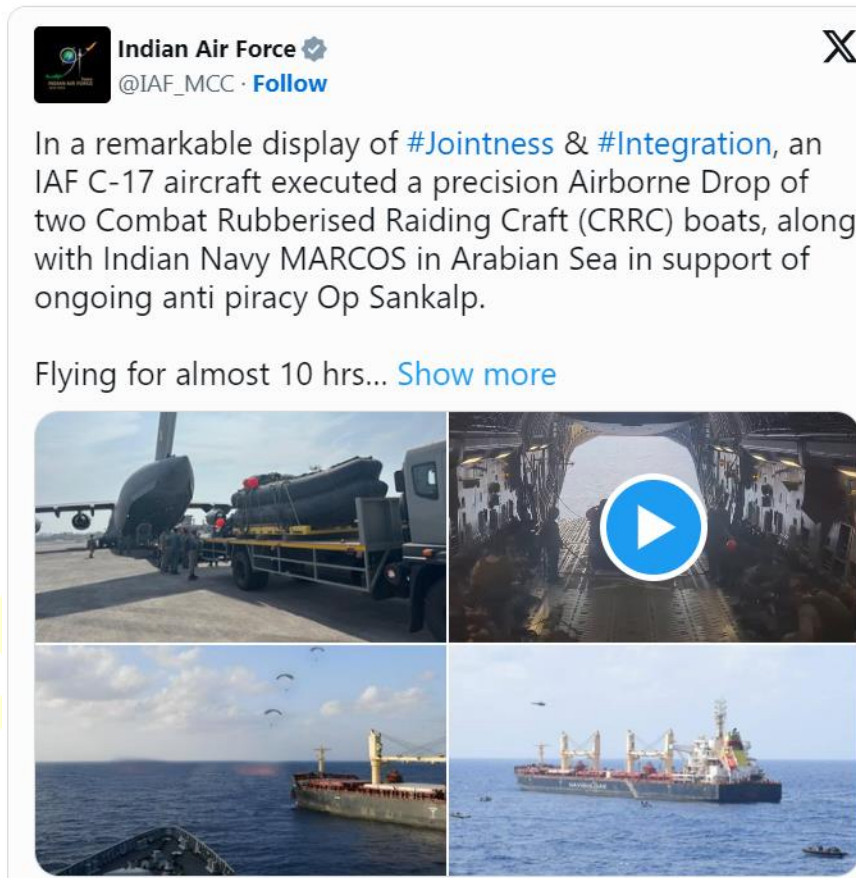 Indian Air Force
@IAF_MCC · Follow
In a remarkable display of #Jointness & #Integration, an
IAF C-17 aircraft executed a precision Airborne Drop of
two Combat Rubberised Raiding Craft (CRRC) boats, along
with Indian Navy MARCOS in Arabian Sea in support of
ongoing anti piracy Op Sankalp.
Flying for almost 10 hrs... Show more